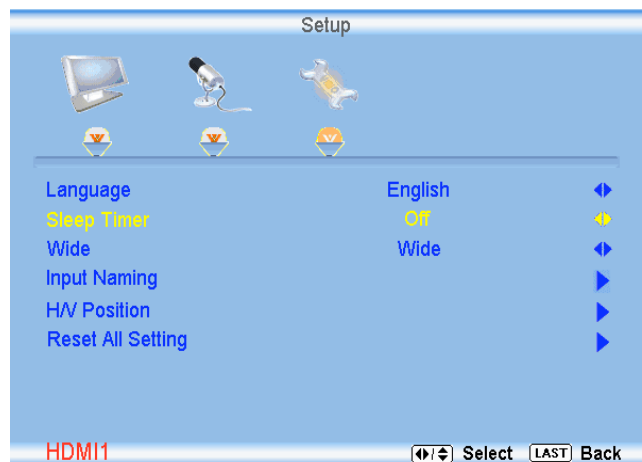 Setup
Language English
Sleep Timer Off
Wide Wide
Input Naming
H/V Position
Reset All Setting
HDMI1 Select LAST Back